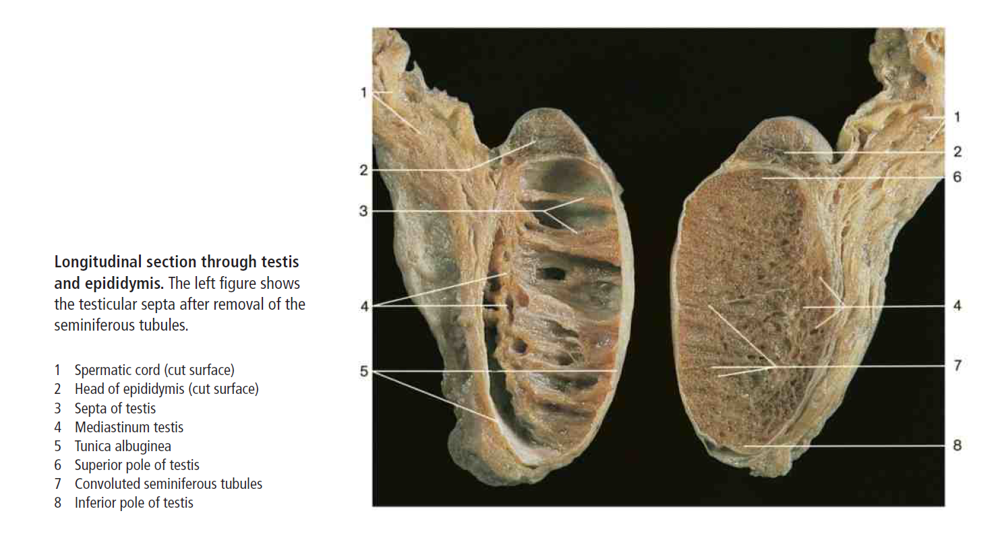 Longitudinal section through testis
and epididymis. The left figure shows
the testicular septa after removal of the
seminiferous tubules.
1 Spermatic cord (cut surface)
2 Head of epididymis (cut surface)
3 Septa of testis
4 Mediastinum testis
5 Tunica albuginea
6 Superior pole of testis
7 Convoluted seminiferous tubules
8 Inferior pole of testis
1
2
3
4
5
1
2
6
4
7
8